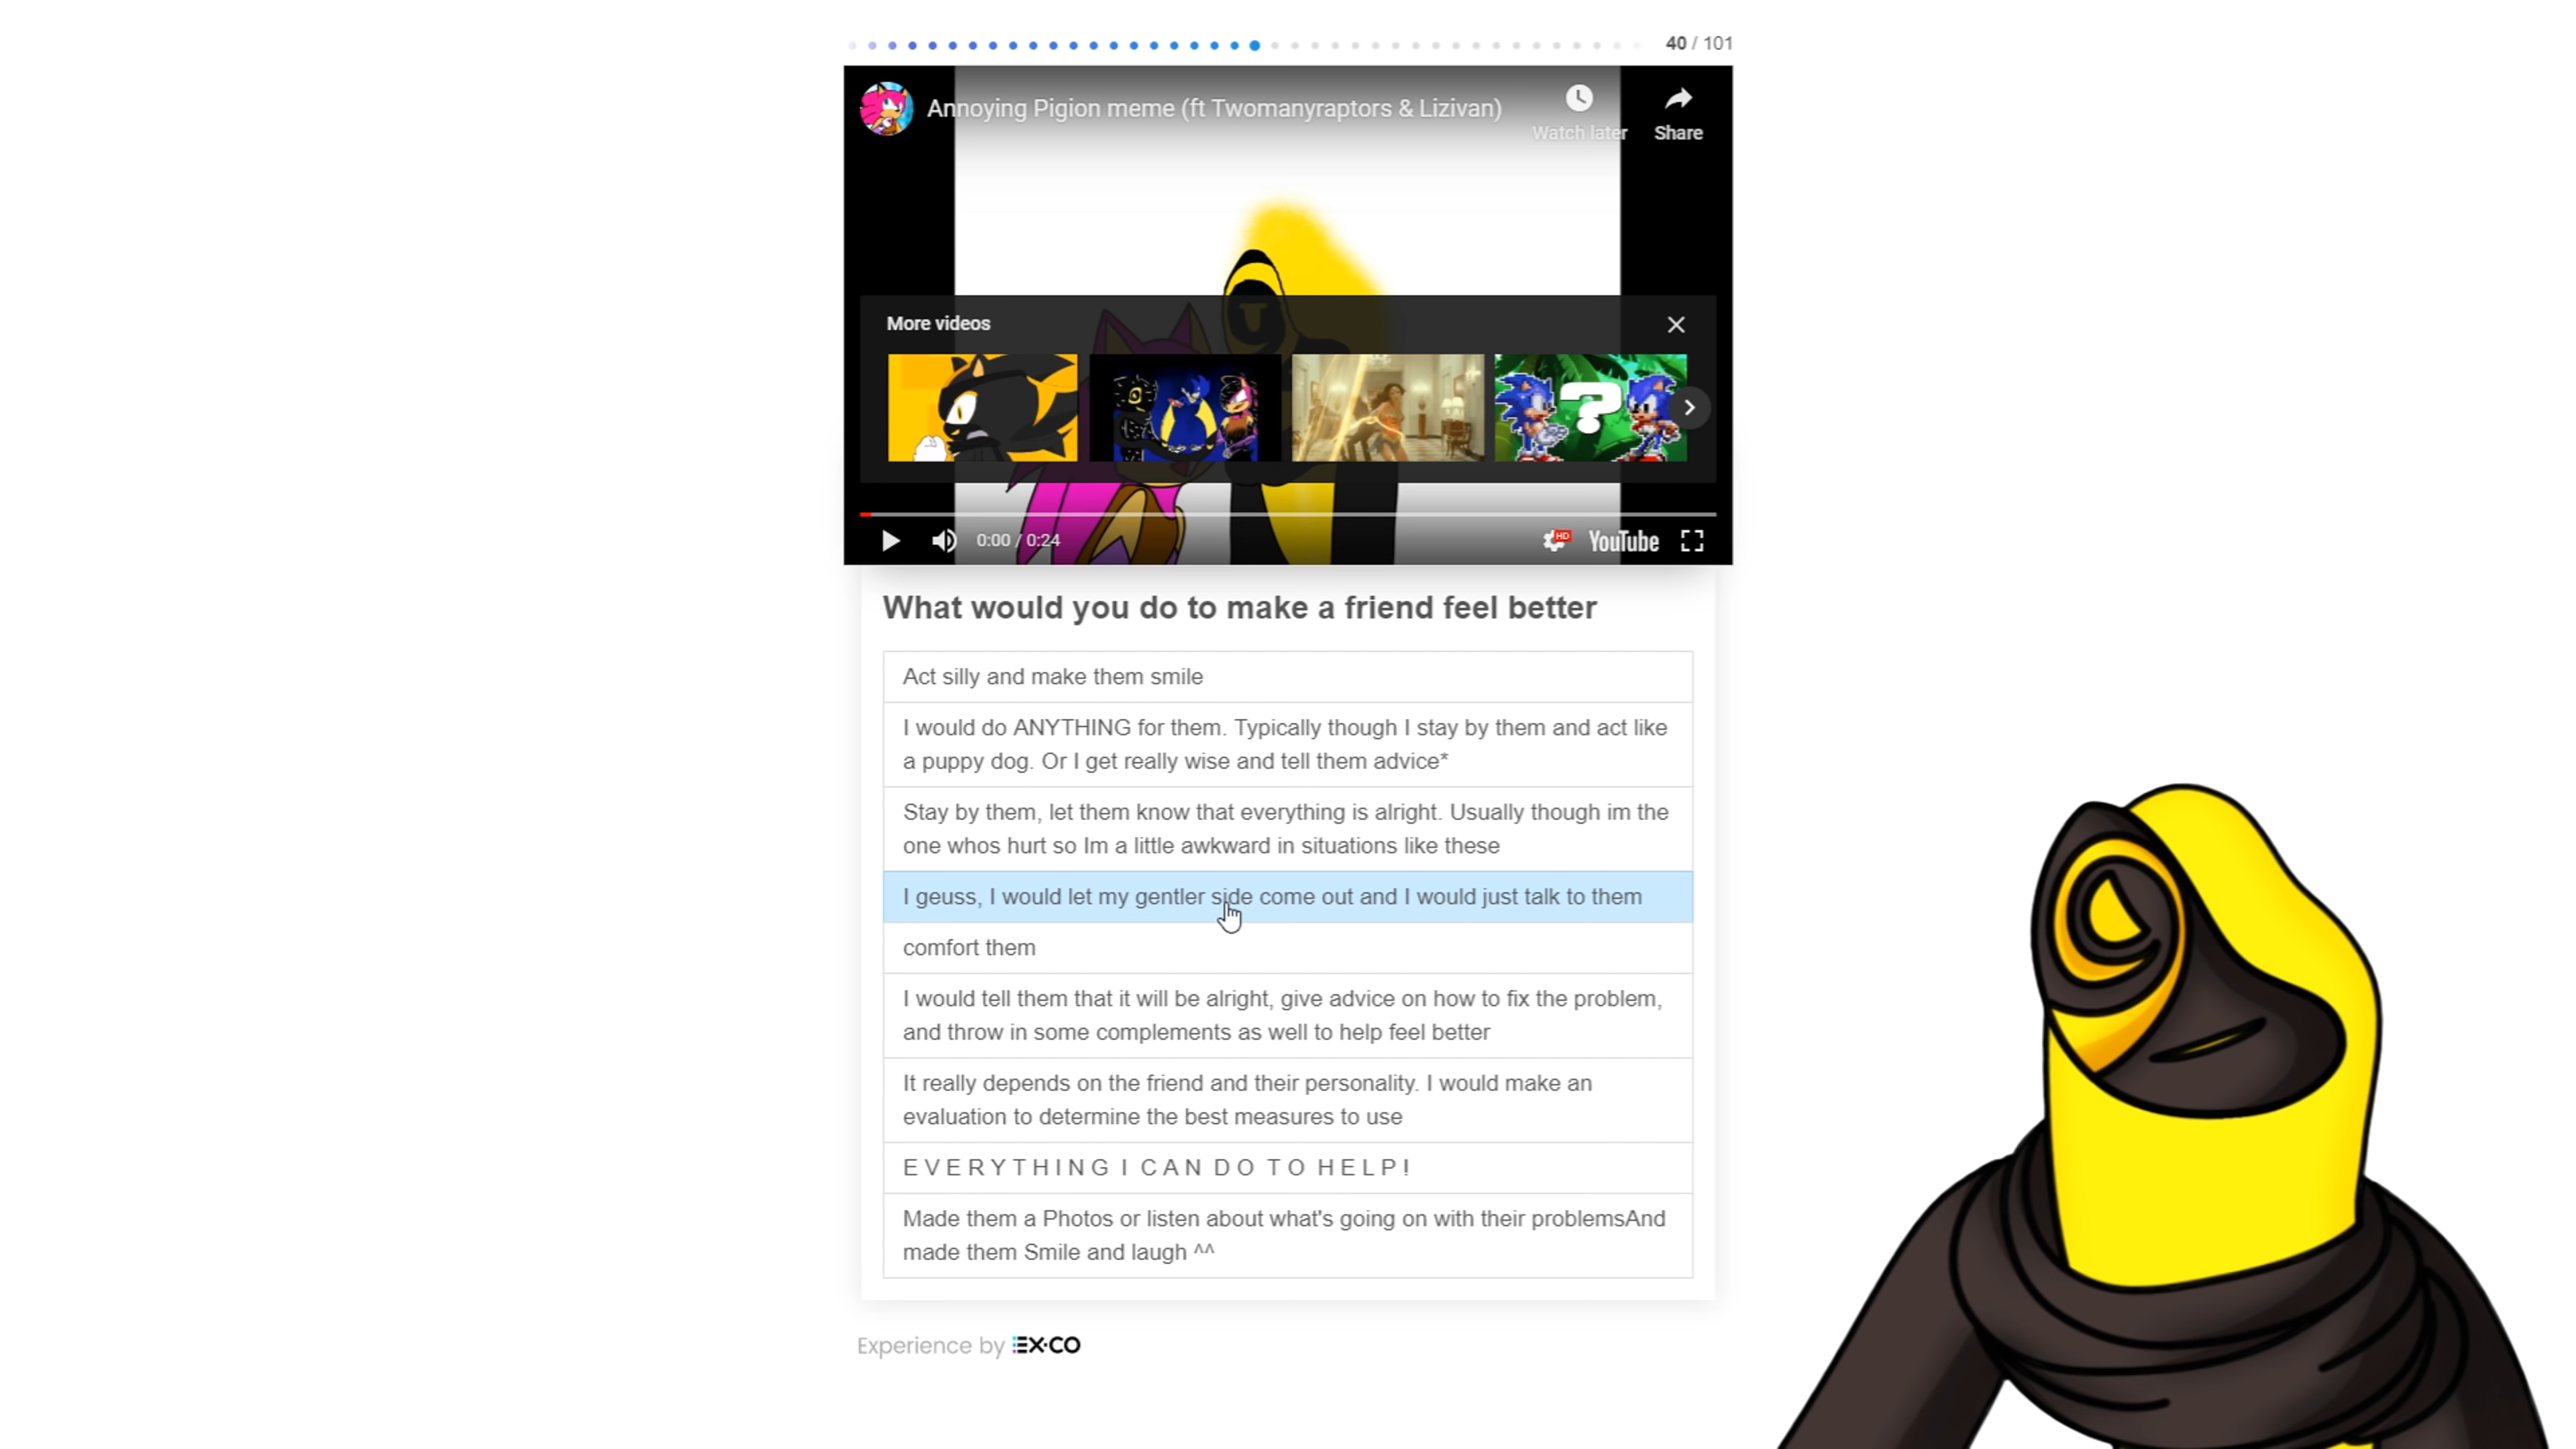 40 / 101
Annoying Pigion meme (ft Twomanyraptors & Lizivan)
Watch later
Share
More videos
?
0:00 / 0:24
HD
YouTube
What would you do to make a friend feel better
Act silly and make them smile
I would do ANYTHING for them. Typically though I stay by them and act like
a puppy dog. Or I get really wise and tell them advice*
Stay by them, let them know that everything is alright. Usually though im the
one whos hurt so Im a little awkward in situations like these
I geuss, I would let my gentler side come out and I would just talk to them
comfort them
I would tell them that it will be alright, give advice on how to fix the problem,
and throw in some complements as well to help feel better
It really depends on the friend and their personality. I would make an
evaluation to determine the best measures to use
E V E R Y T H I N G I C A N D O T O H E L P !
Made them a Photos or listen about what's going on with their problemsAnd
made them Smile and laugh ^^
Experience by EX·CO